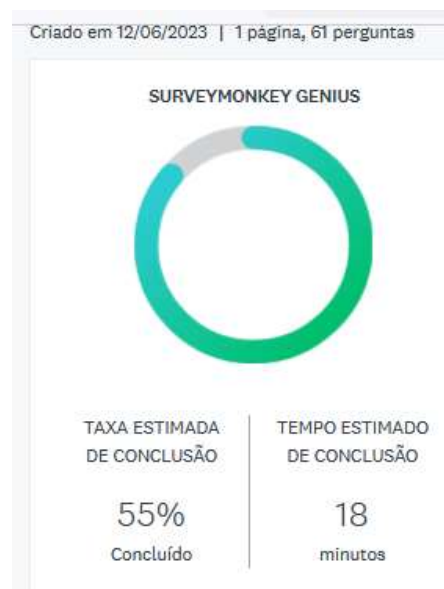 Criado em 12/06/2023 | 1 página, 61 perguntas
SURVEYMONKEY GENIUS
TAXA ESTIMADA
DE CONCLUSÃO
55%
Concluído
TEMPO ESTIMADO
DE CONCLUSÃO
18
minutos